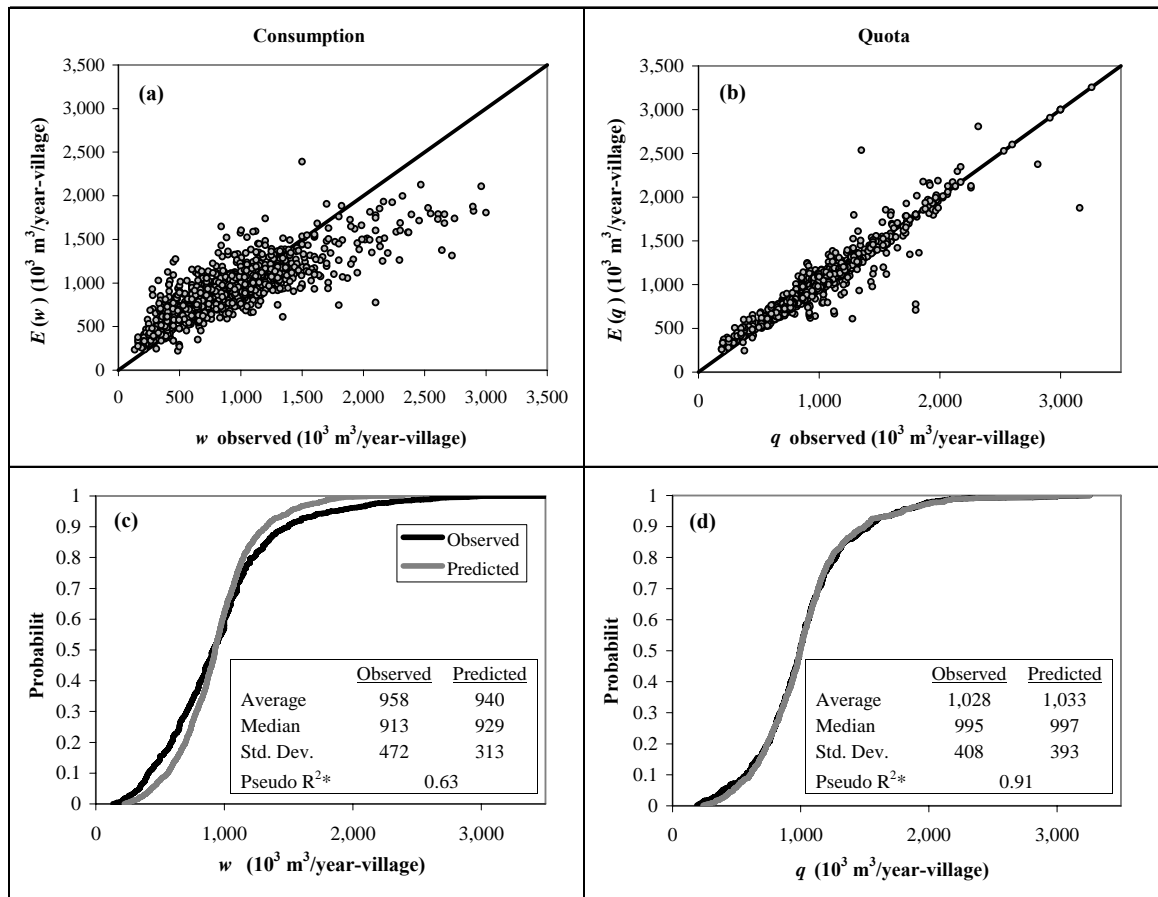 Consumption
(a)
3,500
3,000
2,500
2,000
1,500
1,000
500
0
E (w) (10³ m³/year-village)
0 500 1,000 1,500 2,000 2,500 3,000 3,500
w observed (10³ m³/year-village)
Quota
(b)
3,500
3,000
2,500
2,000
1,500
1,000
500
0
E (q) (10³ m³/year-village)
0 1,000 2,000 3,000
q observed (10³ m³/year-village)
(c)
1
0.9
0.8
0.7
0.6
0.5
0.4
0.3
0.2
0.1
0
Probabilit
Observed
Predicted
Observed Predicted
Average 958 940
Median 913 929
Std. Dev. 472 313
Pseudo R²* 0.63
0 1,000 2,000 3,000
w (10³ m³/year-village)
(d)
1
0.9
0.8
0.7
0.6
0.5
0.4
0.3
0.2
0.1
0
Probabilit
Observed Predicted
Average 1,028 1,033
Median 995 997
Std. Dev. 408 393
Pseudo R²* 0.91
0 1,000 2,000 3,000
q (10³ m³/year-village)